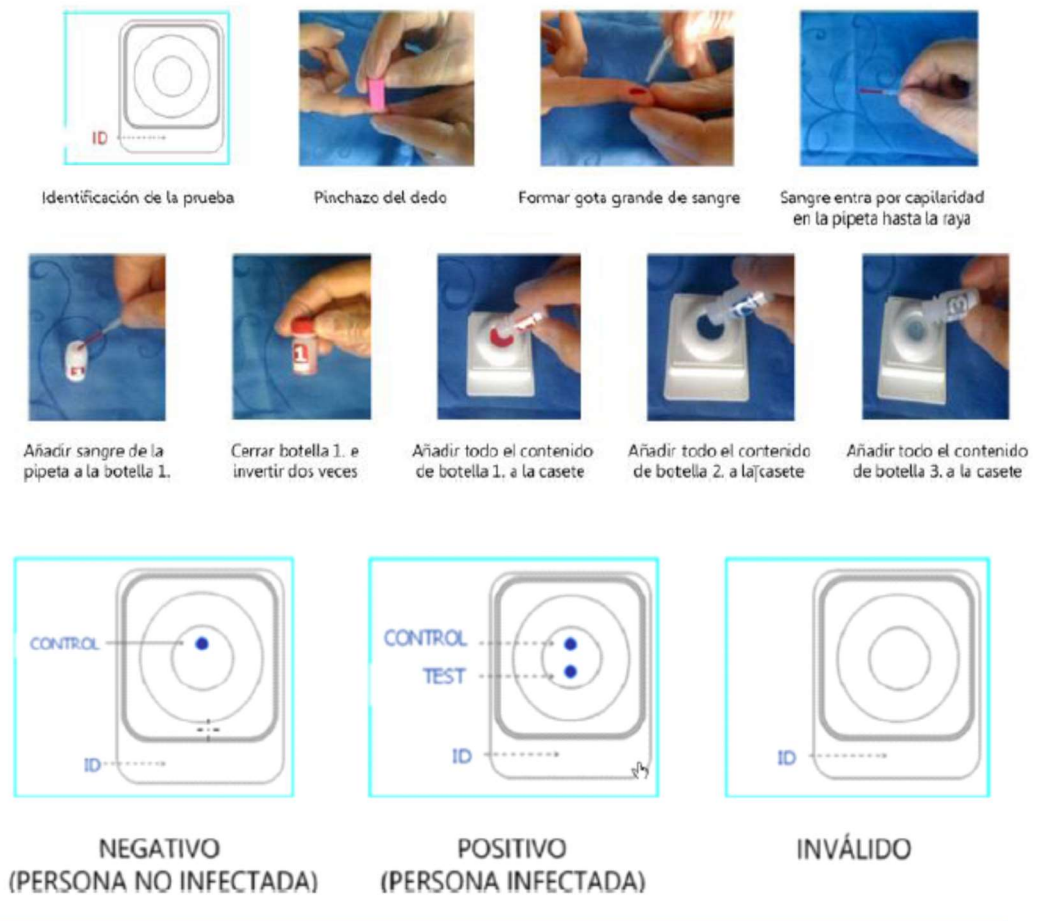 ID
Identificación de la prueba
Pinchazo del dedo
Formar gota grande de sangre
Sangre entra por capilaridad
en la pipeta hasta la raya
1
1
2
3
Añadir sangre de la
pipeta a la botella 1.
Cerrar botella 1. e
invertir dos veces
Añadir todo el contenido
de botella 1. a la casete
Añadir todo el contenido
de botella 2. a la casete
Añadir todo el contenido
de botella 3. a la casete
CONTROL
ID
CONTROL
TEST
ID
ID
NEGATIVO
(PERSONA NO INFECTADA)
POSITIVO
(PERSONA INFECTADA)
INVÁLIDO